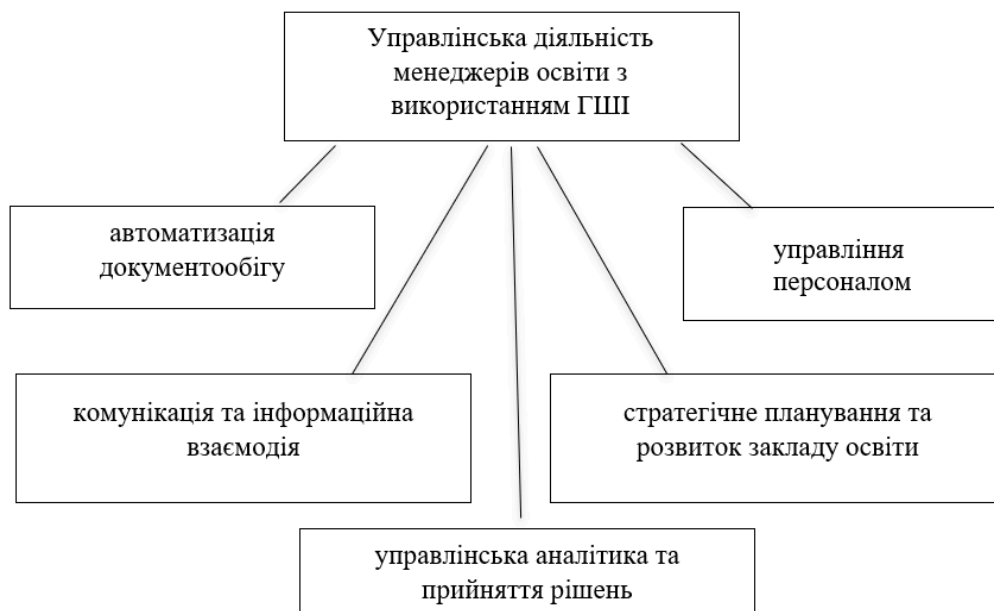 Управлінська діяльність
менеджерів освіти з
використанням ГШІ
автоматизація
документообігу
управління
персоналом
комунікація та інформаційна
взаємодія
стратегічне планування та
розвиток закладу освіти
управлінська аналітика та
прийняття рішень